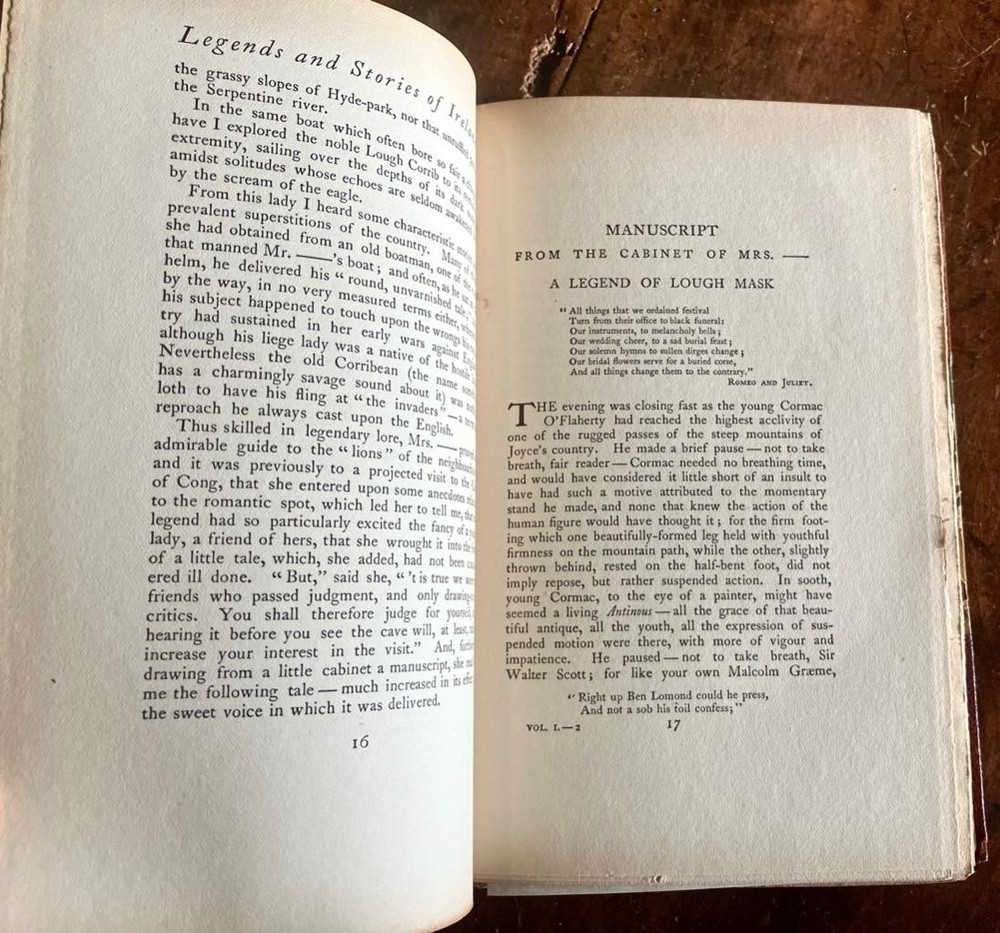 Legends and Stories of
the grassy slopes of Hyde-park, nor that unruffled
the Serpentine river.
In the same boat which often bore so fair a
have I explored the noble Lough Corrib to its
extremity, sailing over the depths of its dark
amidst solitudes whose echoes are seldom awakened
by the scream of the eagle.
From this lady I heard some characteristic
prevalent superstitions of the country. Many of
she had obtained from an old boatman, one of the
that manned Mr. ——'s boat; and often, as he sat
helm, he delivered his "round, unvarnished tale;"
by the way, in no very measured terms either, when
his subject happened to touch upon the wrongs his
try had sustained in her early wars against
although his liege lady was a native of the hostile
Nevertheless the old Corribean (the name
has a charmingly savage sound about it) was
loth to have his fling at "the invaders"—a
reproach he always cast upon the English.
Thus skilled in legendary lore, Mrs. ——
admirable guide to the "lions" of the
and it was previously to a projected visit to the
of Cong, that she entered upon some anecdotes
to the romantic spot, which led her to tell me, that
legend had so particularly excited the fancy of a
lady, a friend of hers, that she wrought it into the
of a little tale, which, she added, had not been
ered ill done. "But," said she, "'t is true we were
friends who passed judgment, and only
critics. You shall therefore judge for yourself,
hearing it before you see the cave will, at least,
increase your interest in the visit." And,
drawing from a little cabinet a manuscript, she
me the following tale—much increased in its
the sweet voice in which it was delivered.
16
MANUSCRIPT
FROM THE CABINET OF MRS. ——
A LEGEND OF LOUGH MASK
"All things that we ordained festival
Turn from their office to black funeral:
Our instruments, to melancholy bells;
Our wedding cheer, to a sad burial feast;
Our solemn hymns to sullen dirges change;
Our bridal flowers serve for a buried corse,
And all things change them to the contrary."
ROMEO AND JULIET.
THE evening was closing fast as the young Cormac
O'Flaherty had reached the highest acclivity of
one of the rugged passes of the steep mountains of
Joyce's country. He made a brief pause—not to take
breath, fair reader—Cormac needed no breathing time,
and would have considered it little short of an insult to
have had such a motive attributed to the momentary
stand he made, and none that knew the action of the
human figure would have thought it; for the firm foot-
ing which one beautifully-formed leg held with youthful
firmness on the mountain path, while the other, slightly
thrown behind, rested on the half-bent foot, did not
imply repose, but rather suspended action. In sooth,
young Cormac, to the eye of a painter, might have
seemed a living Antinous—all the grace of that beau-
tiful antique, all the youth, all the expression of sus-
pended motion were there, with more of vigour and
impatience. He paused—not to take breath, Sir
Walter Scott; for like your own Malcolm Græme,
"Right up Ben Lomond could he press,
And not a sob his toil confess;"
VOL. I.—2
17